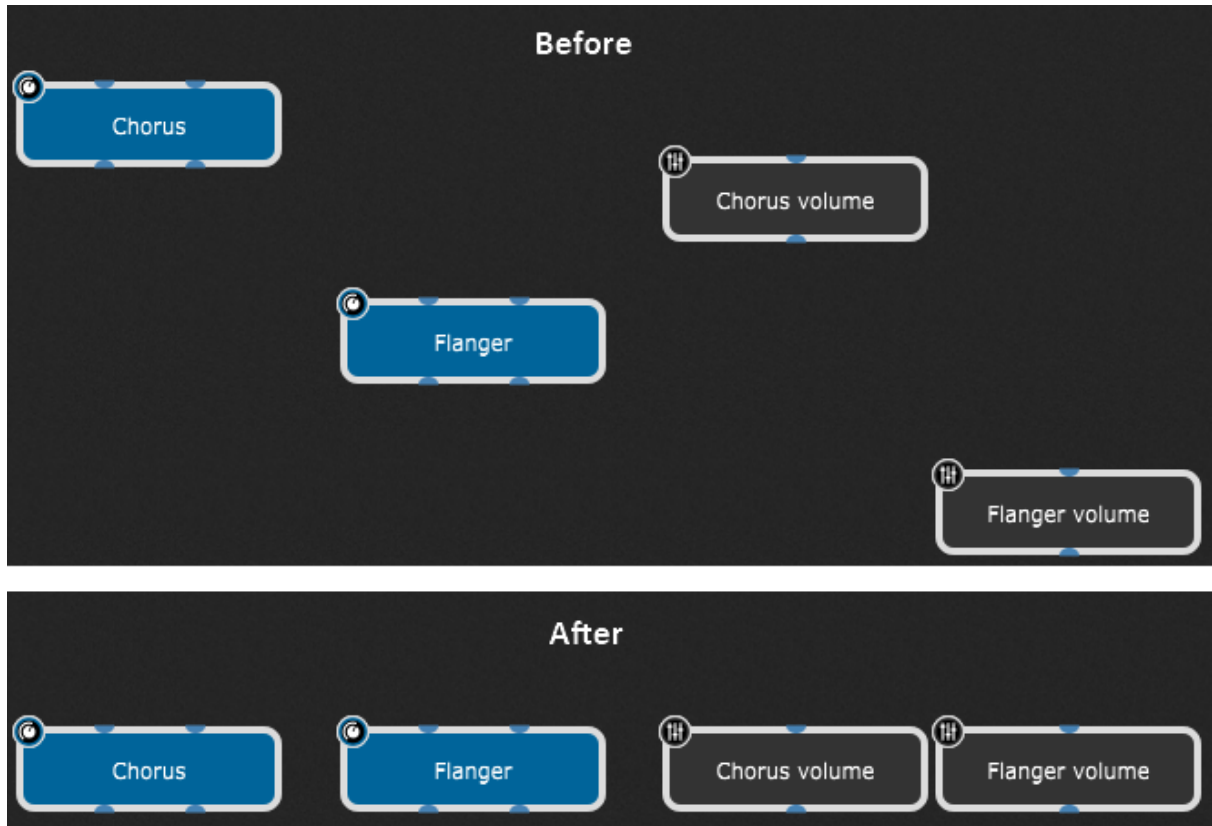 Before
Chorus
Chorus volume
Flanger
Flanger volume
After
Chorus Flanger Chorus volume Flanger volume